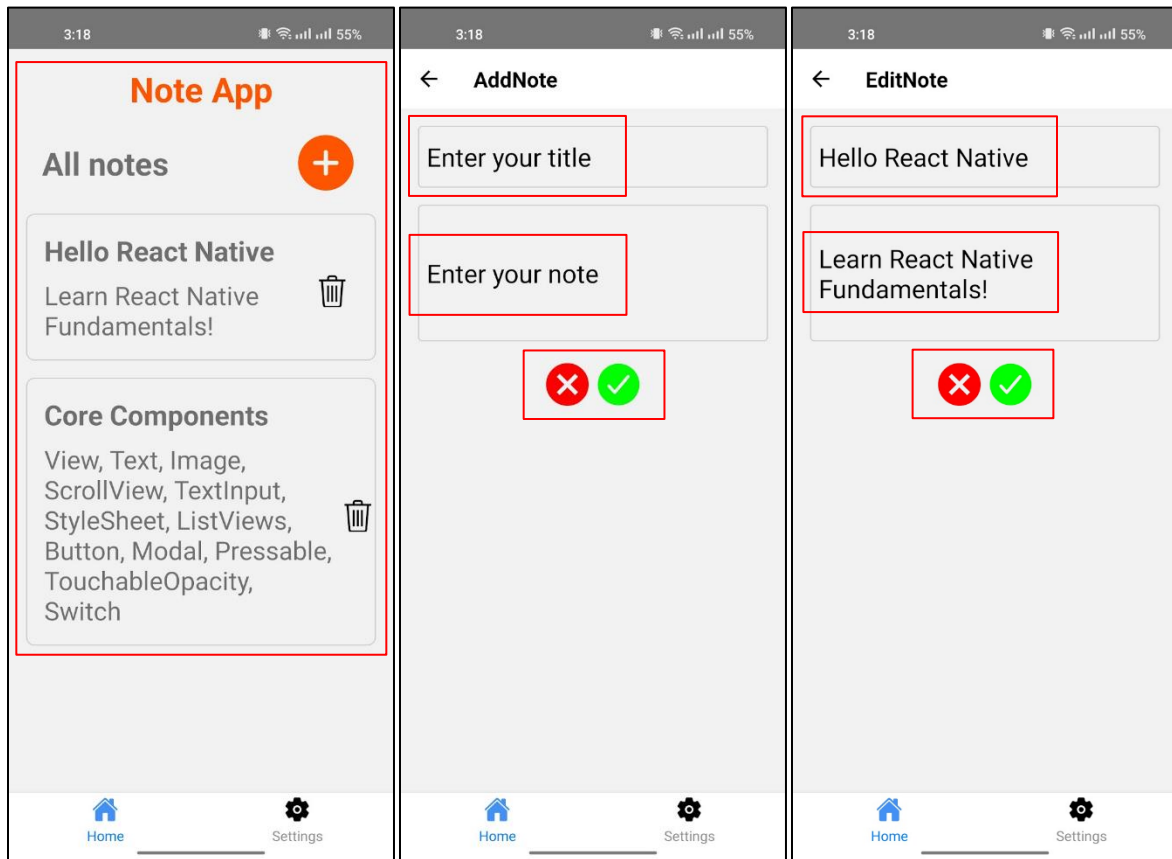 3:18
55%
Note App
All notes
Hello React Native
Learn React Native
Fundamentals!
Core Components
View, Text, Image,
ScrollView, TextInput,
StyleSheet, ListViews,
Button, Modal, Pressable,
TouchableOpacity,
Switch
Home
Settings
3:18
55%
AddNote
Enter your title
Enter your note
Home
Settings
3:18
55%
EditNote
Hello React Native
Learn React Native
Fundamentals!
Home
Settings